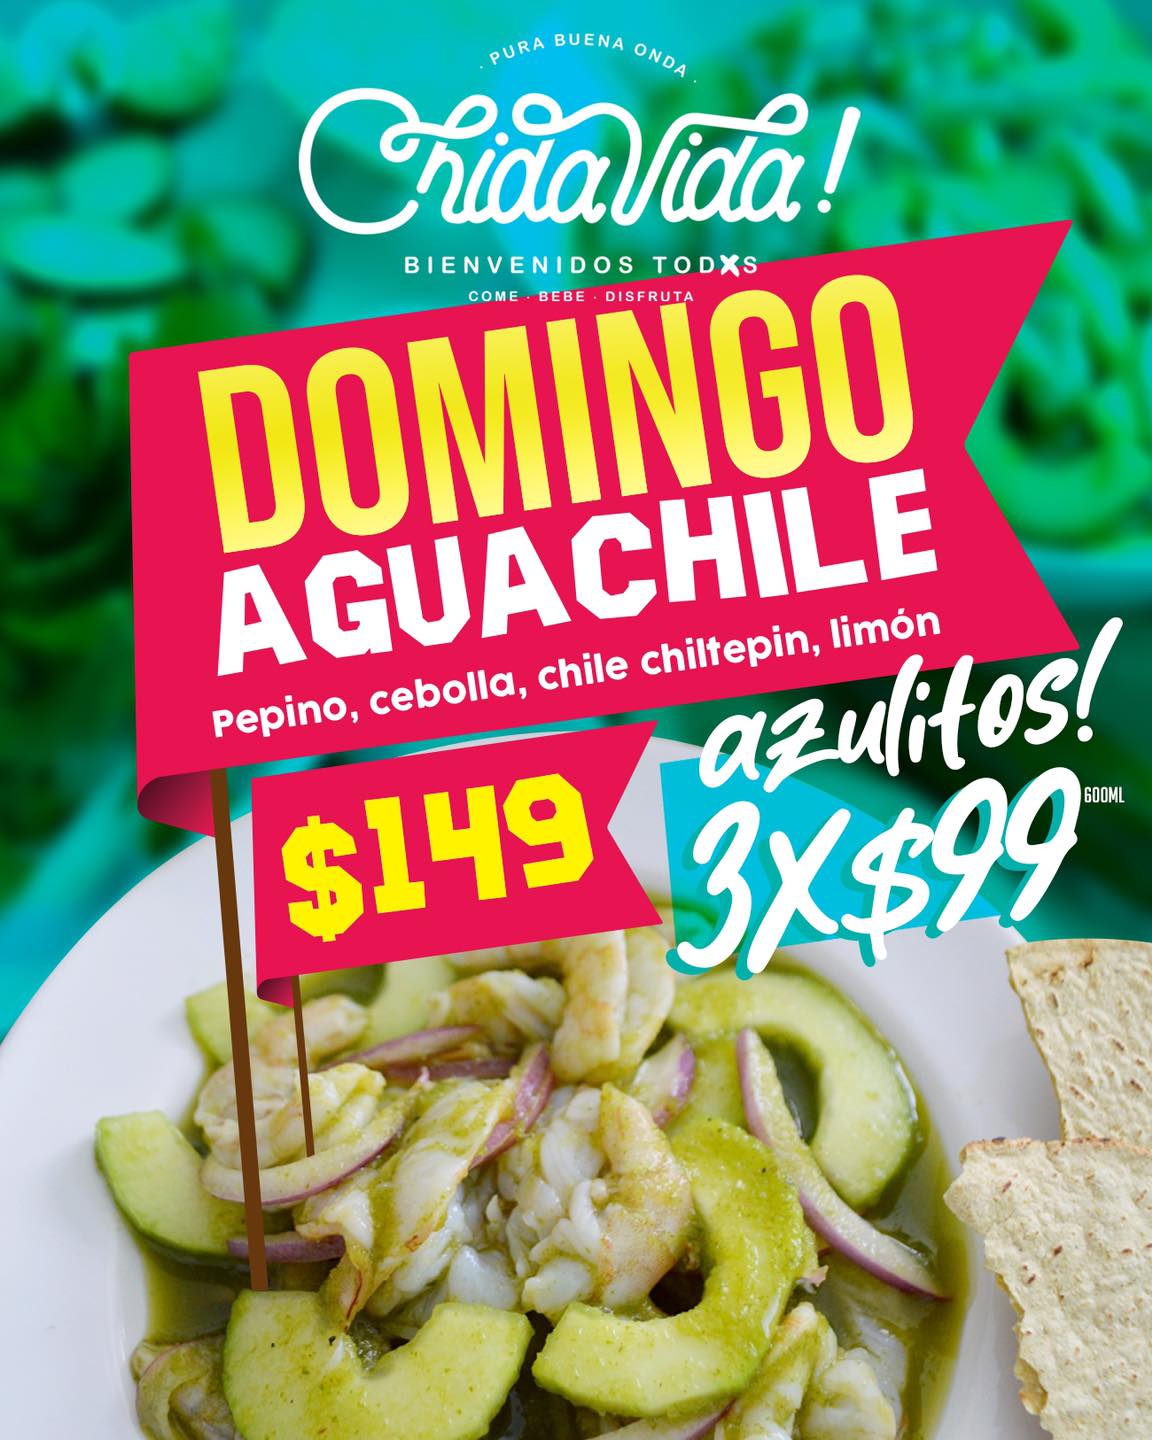 · PURA BUENA ONDA ·
Chida Vida!
BIENVENIDOS TODXS
COME · BEBE · DISFRUTA
DOMINGO
AGUACHILE
Pepino, cebolla, chile chiltepin, limón
$149
azulitos!
3X$99 600ML